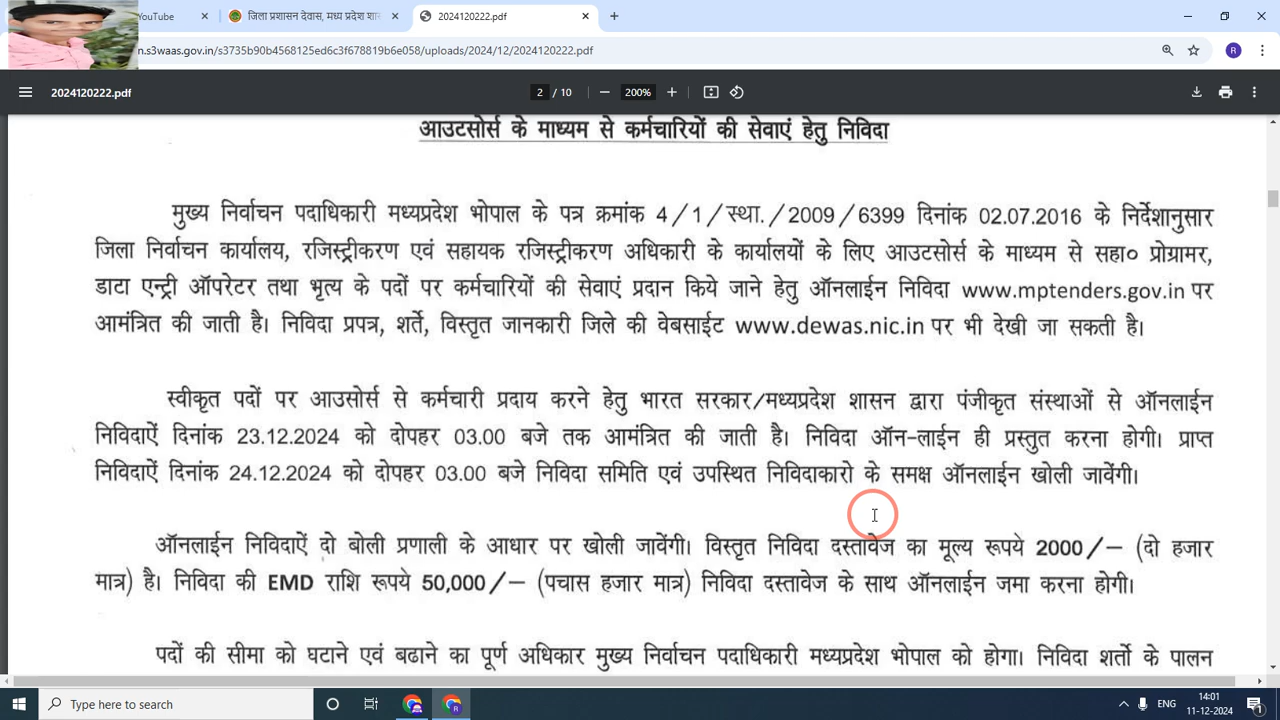 YouTube
जिला प्रशासन देवास, मध्य प्रदेश शास
2024120222.pdf
n.s3waas.gov.in/s3735b90b4568125ed6c3f678819b6e058/uploads/2024/12/2024120222.pdf
R
2024120222.pdf
2 / 10
200%
आउटसोर्स के माध्यम से कर्मचारियों की सेवाएं हेतु निविदा
मुख्य निर्वाचन पदाधिकारी मध्यप्रदेश भोपाल के पत्र क्रमांक 4/1/स्था./2009/6399 दिनांक 02.07.2016 के निर्देशानुसार
जिला निर्वाचन कार्यालय, रजिस्ट्रीकरण एवं सहायक रजिस्ट्रीकरण अधिकारी के कार्यालयों के लिए आउटसोर्स के माध्यम से सहा० प्रोग्रामर,
डाटा एन्ट्री ऑपरेटर तथा भृत्य के पदों पर कर्मचारियों की सेवाएं प्रदान किये जाने हेतु ऑनलाईन निविदा www.mptenders.gov.in पर
आमंत्रित की जाती है। निविदा प्रपत्र, शर्ते, विस्तृत जानकारी जिले की वेबसाईट www.dewas.nic.in पर भी देखी जा सकती है।
स्वीकृत पदों पर आउसोर्स से कर्मचारी प्रदाय करने हेतु भारत सरकार/मध्यप्रदेश शासन द्वारा पंजीकृत संस्थाओं से ऑनलाईन
निविदाऐं दिनांक 23.12.2024 को दोपहर 03.00 बजे तक आमंत्रित की जाती है। निविदा ऑन-लाईन ही प्रस्तुत करना होगी। प्राप्त
निविदाऐं दिनांक 24.12.2024 को दोपहर 03.00 बजे निविदा समिति एवं उपस्थित निविदाकारो के समक्ष ऑनलाईन खोली जावेंगी।
ऑनलाईन निविदाऐं दो बोली प्रणाली के आधार पर खोली जावेंगी। विस्तृत निविदा दस्तावेज का मूल्य रूपये 2000/- (दो हजार
मात्र) है। निविदा की EMD राशि रूपये 50,000/- (पचास हजार मात्र) निविदा दस्तावेज के साथ ऑनलाईन जमा करना होगी।
पदों की सीमा को घटाने एवं बढाने का पूर्ण अधिकार मुख्य निर्वाचन पदाधिकारी मध्यप्रदेश भोपाल को होगा। निविदा शर्तो के पालन
Type here to search
ENG
14:01
11-12-2024